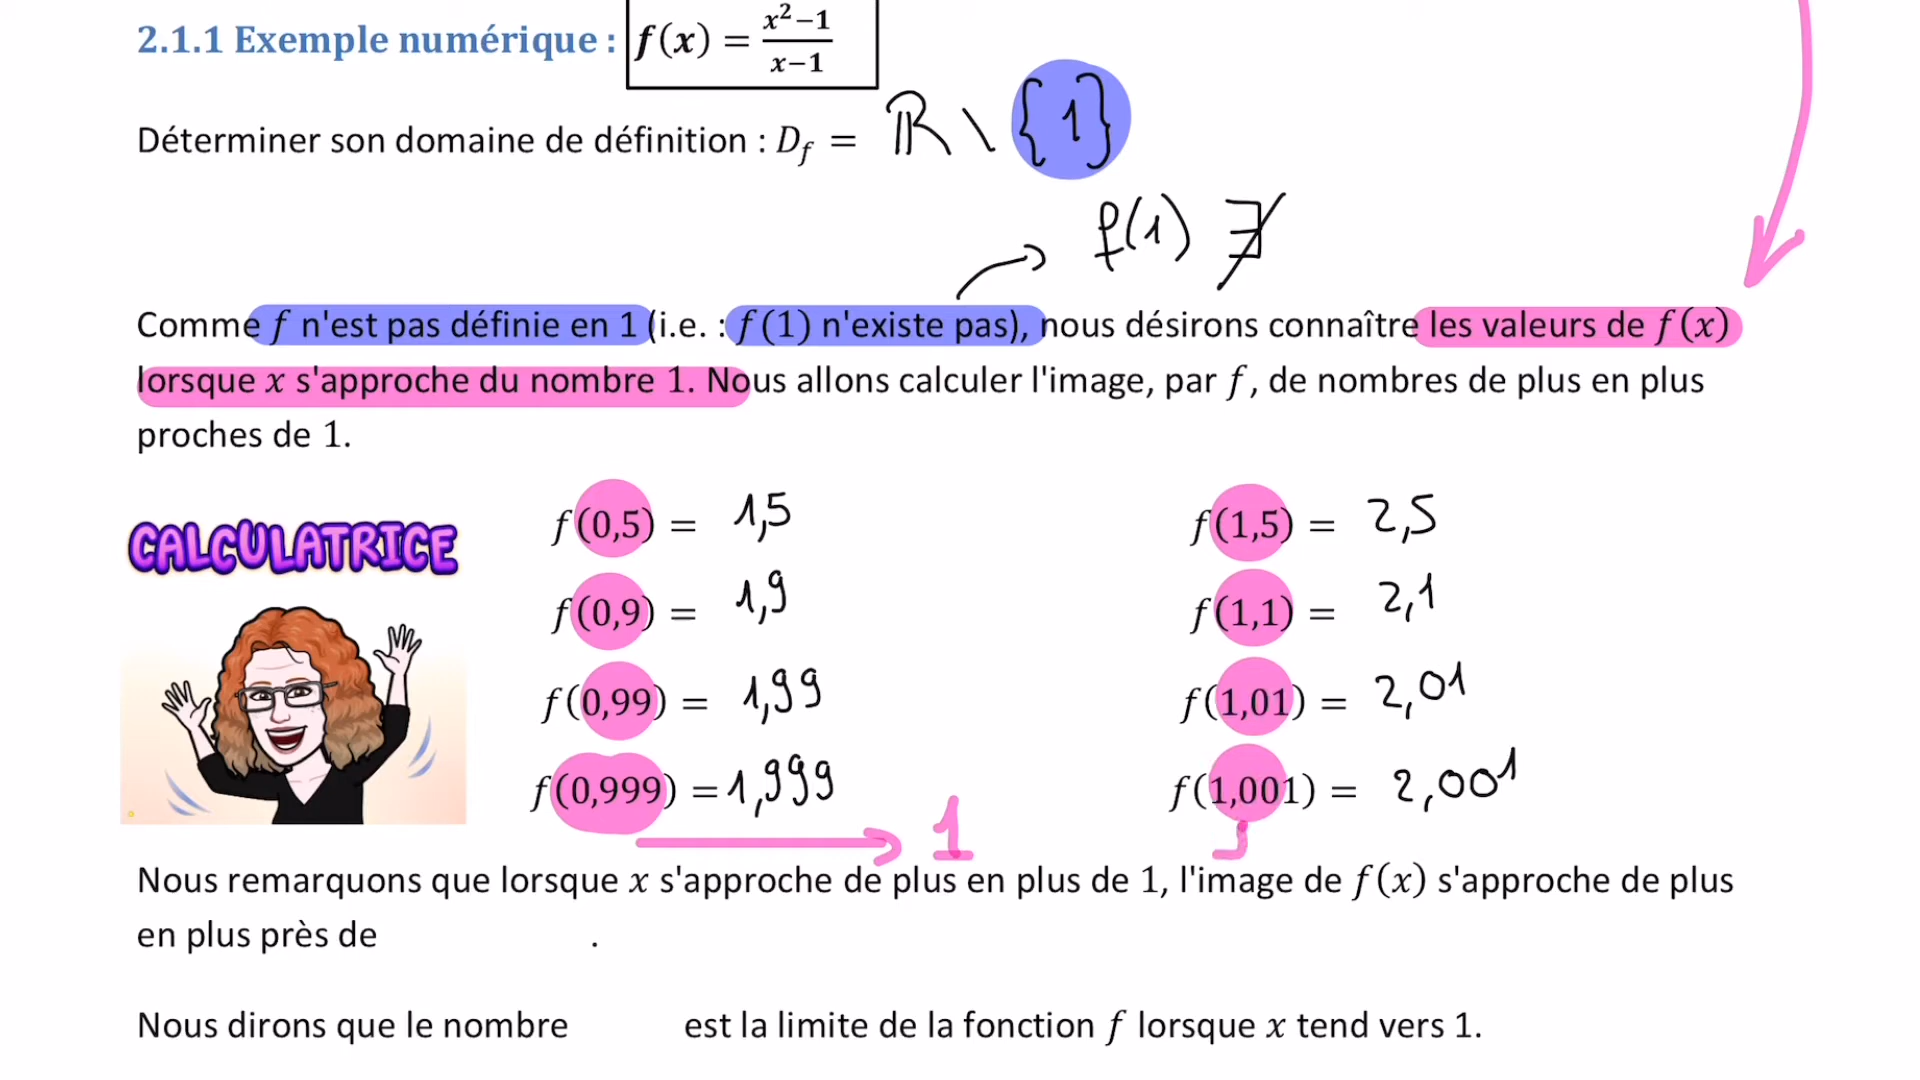 2.1.1 Exemple numérique : f(x) = x²−1 / x−1
Déterminer son domaine de définition : D_f = ℝ \ {1}
f(1) ∄
Comme f n'est pas définie en 1 (i.e. : f(1) n'existe pas), nous désirons connaître les valeurs de f(x)
lorsque x s'approche du nombre 1. Nous allons calculer l'image, par f, de nombres de plus en plus
proches de 1.
CALCULATRICE
f(0,5) = 1,5
f(1,5) = 2,5
f(0,9) = 1,9
f(1,1) = 2,1
f(0,99) = 1,99
f(1,01) = 2,01
f(0,999) = 1,999
f(1,001) = 2,001
1
Nous remarquons que lorsque x s'approche de plus en plus de 1, l'image de f(x) s'approche de plus
en plus près de .
Nous dirons que le nombre est la limite de la fonction f lorsque x tend vers 1.